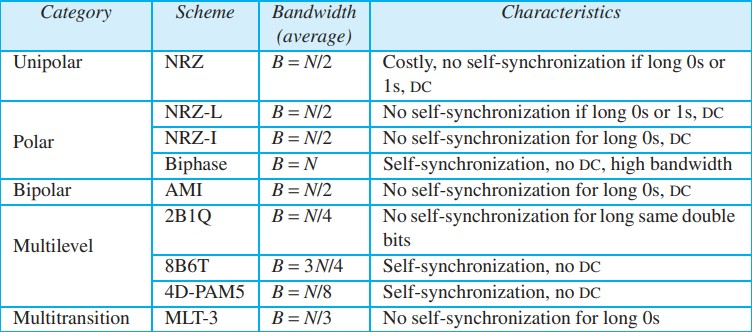 Category Scheme Bandwidth Characteristics
(average)
Unipolar NRZ B = N/2 Costly, no self-synchronization if long 0s or
1s, DC
NRZ-L B = N/2 No self-synchronization if long 0s or 1s, DC
Polar NRZ-I B = N/2 No self-synchronization for long 0s, DC
Biphase B = N Self-synchronization, no DC, high bandwidth
Bipolar AMI B = N/2 No self-synchronization for long 0s, DC
2B1Q B = N/4 No self-synchronization for long same double
bits
Multilevel
8B6T B = 3N/4 Self-synchronization, no DC
4D-PAM5 B = N/8 Self-synchronization, no DC
Multitransition MLT-3 B = N/3 No self-synchronization for long 0s